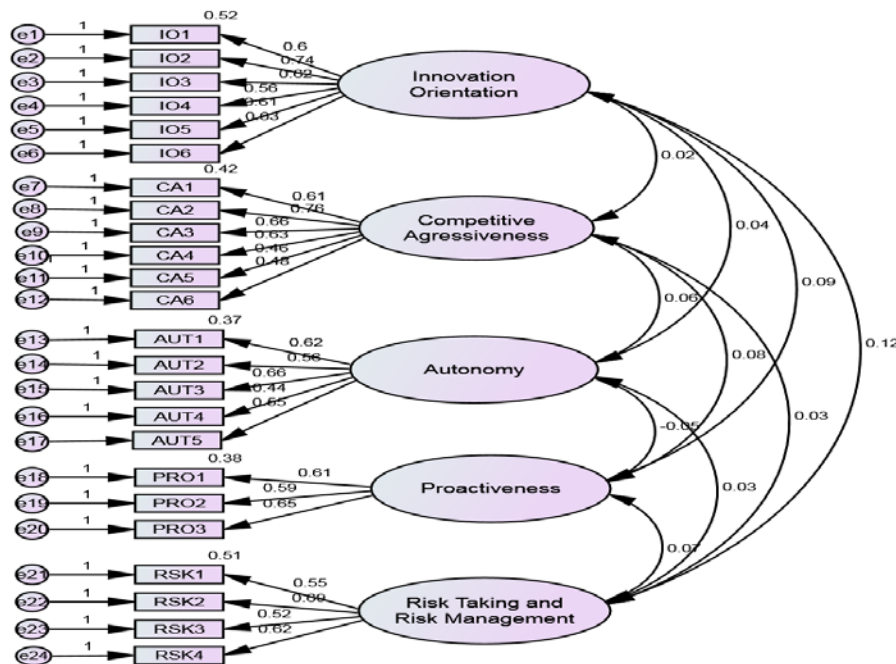 0.52
e1 1 IO1
e2 1 IO2
e3 1 IO3
e4 1 IO4
e5 1 IO5
e6 1 IO6
0.6
0.74
0.62
0.56
0.61
Innovation
Orientation
0.02
0.42
e7 1 CA1
e8 1 CA2
e9 1 CA3
e10 1 CA4
e11 1 CA5
e12 1 CA6
0.61
0.76
0.66
0.63
0.46
0.48
Competitive
Agressiveness
0.04
0.09
0.06
0.12
0.37
e13 1 AUT1
e14 1 AUT2
e15 1 AUT3
e16 1 AUT4
e17 1 AUT5
0.62
0.66
0.44
Autonomy
0.08
0.03
-0.05
0.38
e18 1 PRO1
e19 1 PRO2
e20 1 PRO3
0.61
0.59
0.65
Proactiveness
0.03
0.07
0.51
e21 1 RSK1
e22 1 RSK2
e23 1 RSK3
e24 1 RSK4
0.55
0.52
0.62
Risk Taking and
Risk Management